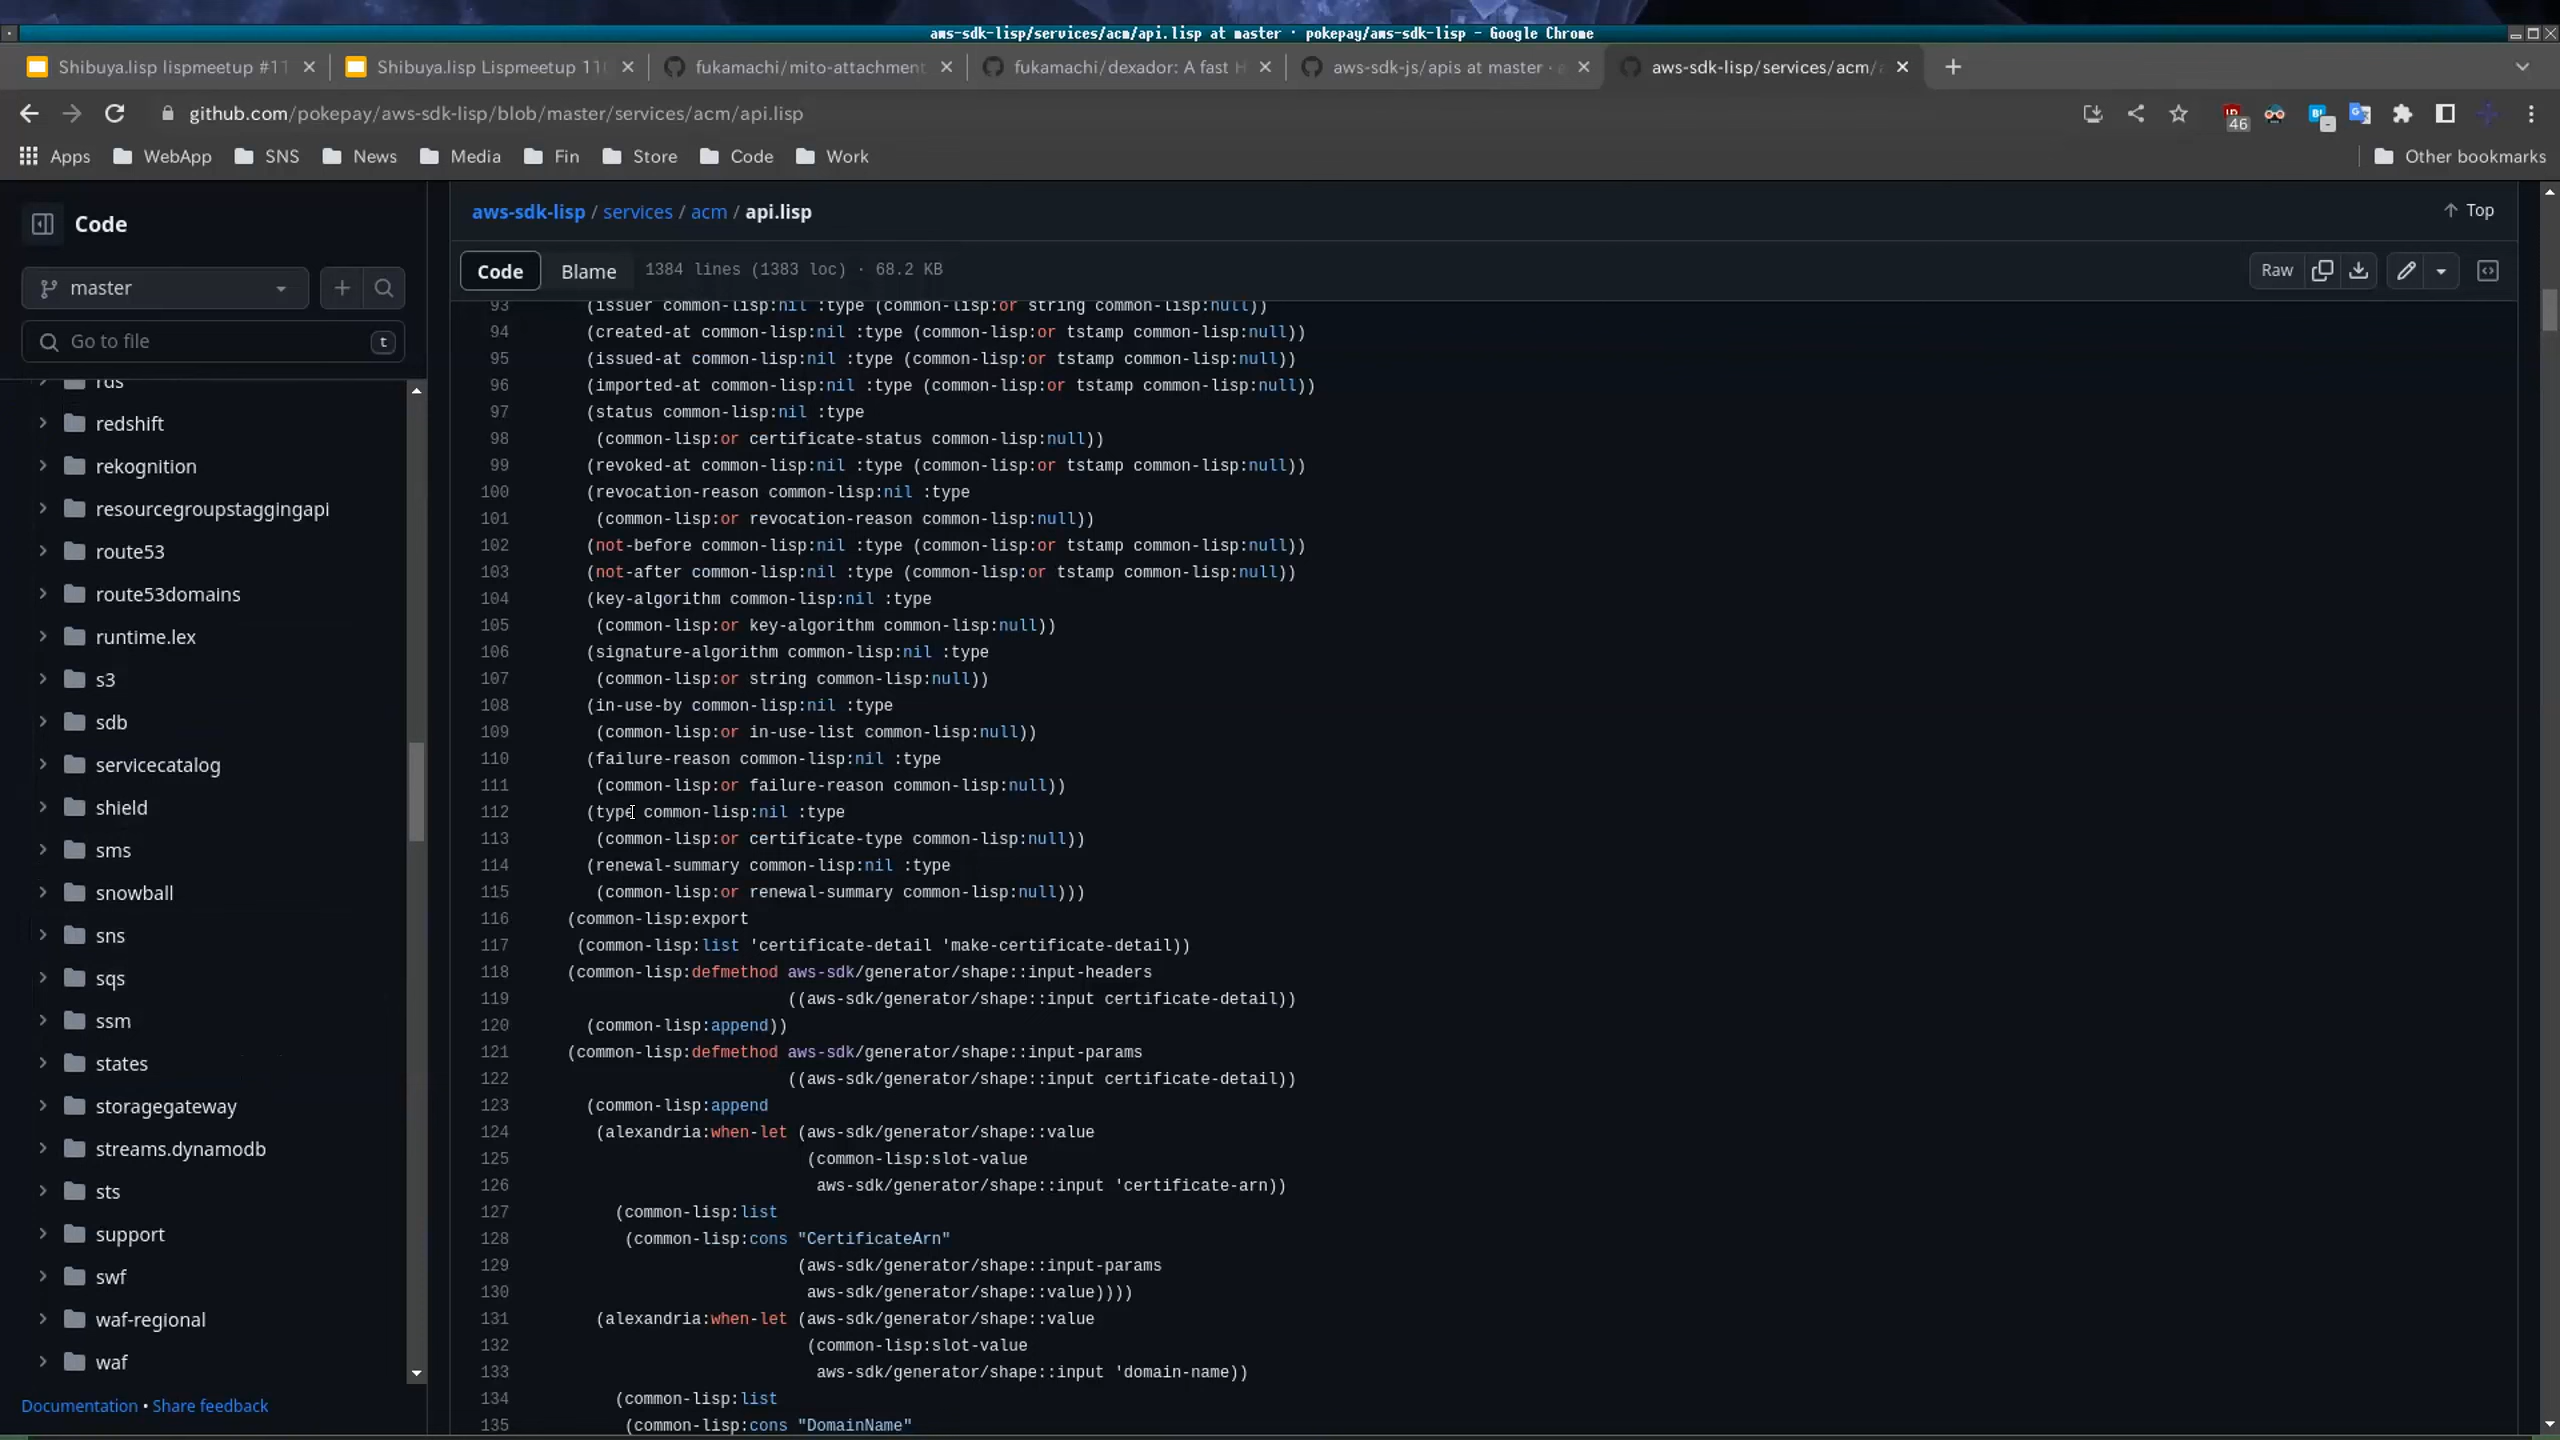 aws-sdk-lisp/services/acm/api.lisp at master · pokepay/aws-sdk-lisp - Google Chrome
Shibuya.lisp lispmeetup #11
Shibuya.lisp Lispmeetup 110
fukamachi/mito-attachment
fukamachi/dexador: A fast H
aws-sdk-js/apis at master ·
aws-sdk-lisp/services/acm/
github.com/pokepay/aws-sdk-lisp/blob/master/services/acm/api.lisp
46
Apps WebApp SNS News Media Fin Store Code Work Other bookmarks
Code
master
Go to file t
rds
redshift
rekognition
resourcegroupstaggingapi
route53
route53domains
runtime.lex
s3
sdb
servicecatalog
shield
sms
snowball
sns
sqs
ssm
states
storagegateway
streams.dynamodb
sts
support
swf
waf-regional
waf
Documentation • Share feedback
aws-sdk-lisp / services / acm / api.lisp
Top
Code Blame 1384 lines (1383 loc) · 68.2 KB Raw
93 (issuer common-lisp:nil :type (common-lisp:or string common-lisp:null))
94 (created-at common-lisp:nil :type (common-lisp:or tstamp common-lisp:null))
95 (issued-at common-lisp:nil :type (common-lisp:or tstamp common-lisp:null))
96 (imported-at common-lisp:nil :type (common-lisp:or tstamp common-lisp:null))
97 (status common-lisp:nil :type
98 (common-lisp:or certificate-status common-lisp:null))
99 (revoked-at common-lisp:nil :type (common-lisp:or tstamp common-lisp:null))
100 (revocation-reason common-lisp:nil :type
101 (common-lisp:or revocation-reason common-lisp:null))
102 (not-before common-lisp:nil :type (common-lisp:or tstamp common-lisp:null))
103 (not-after common-lisp:nil :type (common-lisp:or tstamp common-lisp:null))
104 (key-algorithm common-lisp:nil :type
105 (common-lisp:or key-algorithm common-lisp:null))
106 (signature-algorithm common-lisp:nil :type
107 (common-lisp:or string common-lisp:null))
108 (in-use-by common-lisp:nil :type
109 (common-lisp:or in-use-list common-lisp:null))
110 (failure-reason common-lisp:nil :type
111 (common-lisp:or failure-reason common-lisp:null))
112 (type common-lisp:nil :type
113 (common-lisp:or certificate-type common-lisp:null))
114 (renewal-summary common-lisp:nil :type
115 (common-lisp:or renewal-summary common-lisp:null)))
116 (common-lisp:export
117 (common-lisp:list 'certificate-detail 'make-certificate-detail))
118 (common-lisp:defmethod aws-sdk/generator/shape::input-headers
119 ((aws-sdk/generator/shape::input certificate-detail))
120 (common-lisp:append))
121 (common-lisp:defmethod aws-sdk/generator/shape::input-params
122 ((aws-sdk/generator/shape::input certificate-detail))
123 (common-lisp:append
124 (alexandria:when-let (aws-sdk/generator/shape::value
125 (common-lisp:slot-value
126 aws-sdk/generator/shape::input 'certificate-arn))
127 (common-lisp:list
128 (common-lisp:cons "CertificateArn"
129 (aws-sdk/generator/shape::input-params
130 aws-sdk/generator/shape::value))))
131 (alexandria:when-let (aws-sdk/generator/shape::value
132 (common-lisp:slot-value
133 aws-sdk/generator/shape::input 'domain-name))
134 (common-lisp:list
135 (common-lisp:cons "DomainName"